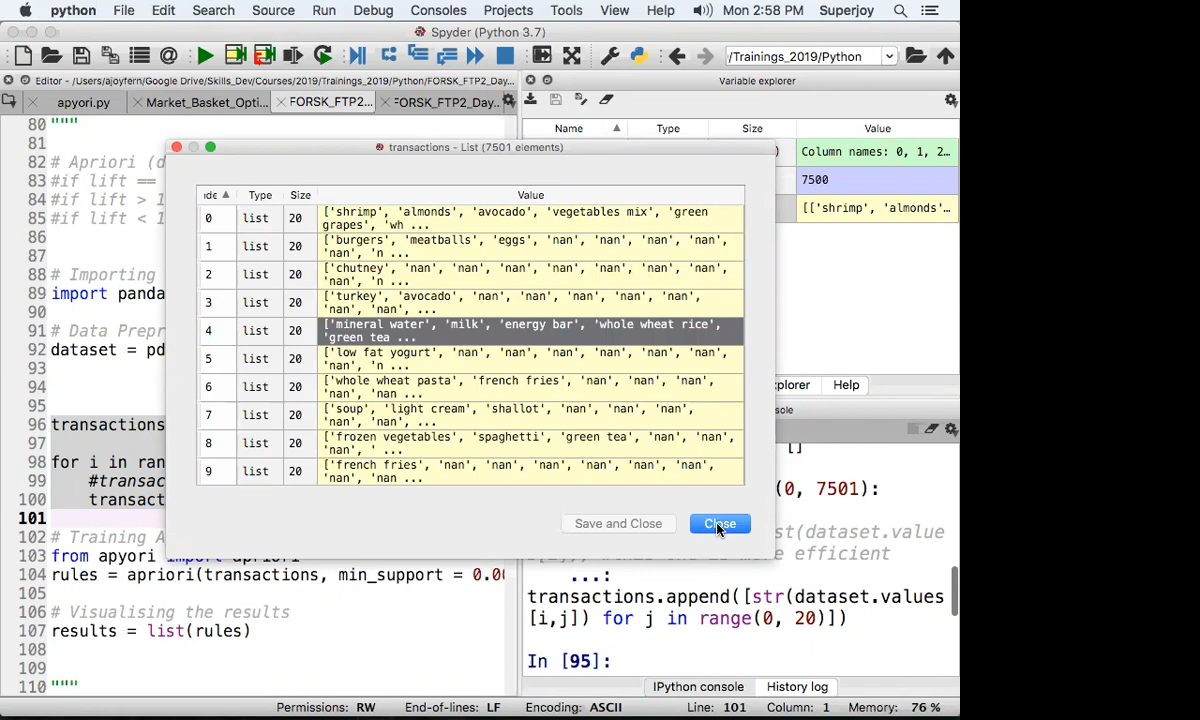 python File Edit Search Source Run Debug Consoles Projects Tools View Help Mon 2:58 PM Superjoy
Spyder (Python 3.7)
/Trainings_2019/Python
Editor - /Users/ajoyfern/Google Drive/Skills_Dev/Courses/2019/Trainings_2019/Python/FORSK_FTP2_Day...
Variable explorer
apyori.py Market_Basket_Opti... FORSK_FTP2... FORSK_FTP2_Day..
Name Type Size Value
) Column names: 0, 1, 2…
7500
[['shrimp', 'almonds'…
80 """
81
82 # Apriori (d
83 #if lift ==
84 #if lift > 1
85 #if lift < 1
86
87
88 # Importing
89 import panda
90
91 # Data Prepr
92 dataset = pd
93
94
95
96 transactions
97
98 for i in ran
99 #transac
100 transact
101
102 # Training A
103 from apyori import apriori
104 rules = apriori(transactions, min_support = 0.00
105
106 # Visualising the results
107 results = list(rules)
108
109
110 """
transactions - List (7501 elements)
Type Size Value
0 list 20 ['shrimp', 'almonds', 'avocado', 'vegetables mix', 'green
grapes', 'wh ...
1 list 20 ['burgers', 'meatballs', 'eggs', 'nan', 'nan', 'nan', 'nan',
'nan', 'n ...
2 list 20 ['chutney', 'nan', 'nan', 'nan', 'nan', 'nan', 'nan', 'nan',
'nan', 'n ...
3 list 20 ['turkey', 'avocado', 'nan', 'nan', 'nan', 'nan', 'nan',
'nan', 'nan', ...
4 list 20 ['mineral water', 'milk', 'energy bar', 'whole wheat rice',
'green tea ...
5 list 20 ['low fat yogurt', 'nan', 'nan', 'nan', 'nan', 'nan', 'nan',
'nan', 'n ...
6 list 20 ['whole wheat pasta', 'french fries', 'nan', 'nan', 'nan',
'nan', 'nan ...
7 list 20 ['soup', 'light cream', 'shallot', 'nan', 'nan', 'nan',
'nan', 'nan', ...
8 list 20 ['frozen vegetables', 'spaghetti', 'green tea', 'nan', 'nan',
'nan', ' ...
9 list 20 ['french fries', 'nan', 'nan', 'nan', 'nan', 'nan', 'nan',
'nan', 'nan ...
Save and Close Close
plorer Help
sole
[]
(0, 7501):
st(dataset.value
more efficient
...:
transactions.append([str(dataset.values
[i,j]) for j in range(0, 20)])
In [95]:
IPython console History log
Permissions: RW End-of-lines: LF Encoding: ASCII Line: 101 Column: 1 Memory: 76 %